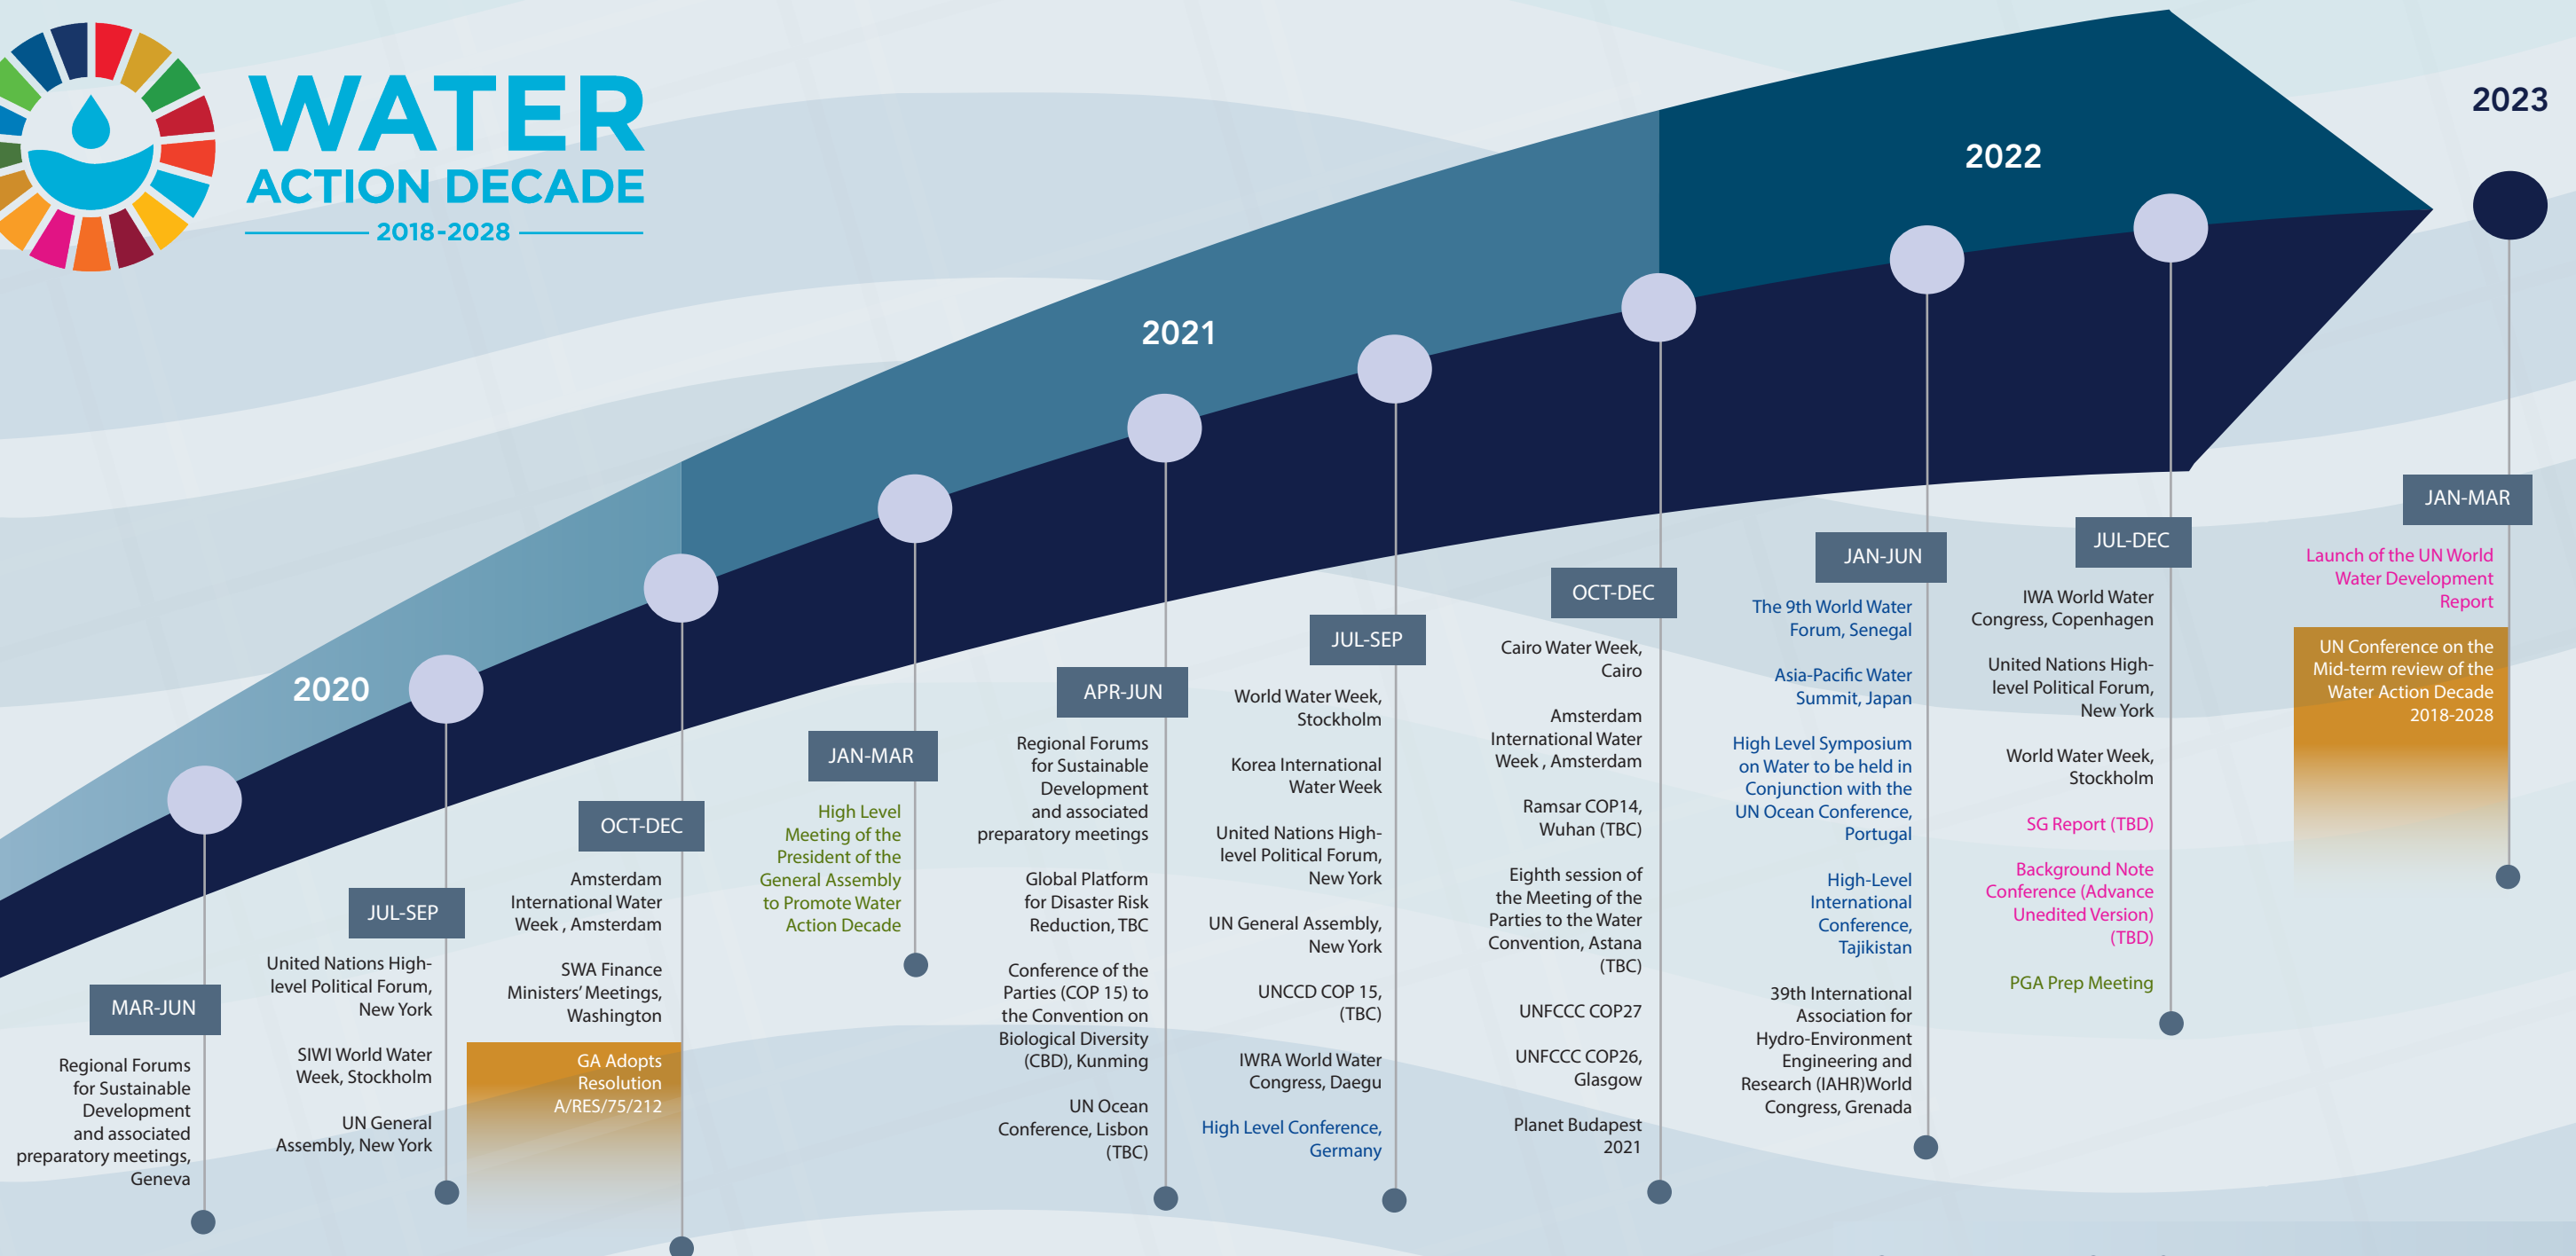 WATER
ACTION DECADE
2018-2028
2020
MAR-JUN
Regional Forums
for Sustainable
Development
and associated
preparatory meetings,
Geneva
JUL-SEP
United Nations High-
level Political Forum,
New York
SIWI World Water
Week, Stockholm
UN General
Assembly, New York
OCT-DEC
Amsterdam
International Water
Week , Amsterdam
SWA Finance
Ministers' Meetings,
Washington
GA Adopts
Resolution
A/RES/75/212
2021
JAN-MAR
High Level
Meeting of the
President of the
General Assembly
to Promote Water
Action Decade
APR-JUN
Regional Forums
for Sustainable
Development
and associated
preparatory meetings
Global Platform
for Disaster Risk
Reduction, TBC
Conference of the
Parties (COP 15) to
the Convention on
Biological Diversity
(CBD), Kunming
UN Ocean
Conference, Lisbon
(TBC)
JUL-SEP
World Water Week,
Stockholm
Korea International
Water Week
United Nations High-
level Political Forum,
New York
UN General Assembly,
New York
UNCCD COP 15,
(TBC)
IWRA World Water
Congress, Daegu
High Level Conference,
Germany
OCT-DEC
Cairo Water Week,
Cairo
Amsterdam
International Water
Week , Amsterdam
Ramsar COP14,
Wuhan (TBC)
Eighth session of
the Meeting of the
Parties to the Water
Convention, Astana
(TBC)
UNFCCC COP27
UNFCCC COP26,
Glasgow
Planet Budapest
2021
2022
JAN-JUN
The 9th World Water
Forum, Senegal
Asia-Pacific Water
Summit, Japan
High Level Symposium
on Water to be held in
Conjunction with the
UN Ocean Conference,
Portugal
High-Level
International
Conference,
Tajikistan
39th International
Association for
Hydro-Environment
Engineering and
Research (IAHR)World
Congress, Grenada
JUL-DEC
IWA World Water
Congress, Copenhagen
United Nations High-
level Political Forum,
New York
World Water Week,
Stockholm
SG Report (TBD)
Background Note
Conference (Advance
Unedited Version)
(TBD)
PGA Prep Meeting
2023
JAN-MAR
Launch of the UN World
Water Development
Report
UN Conference on the
Mid-term review of the
Water Action Decade
2018-2028